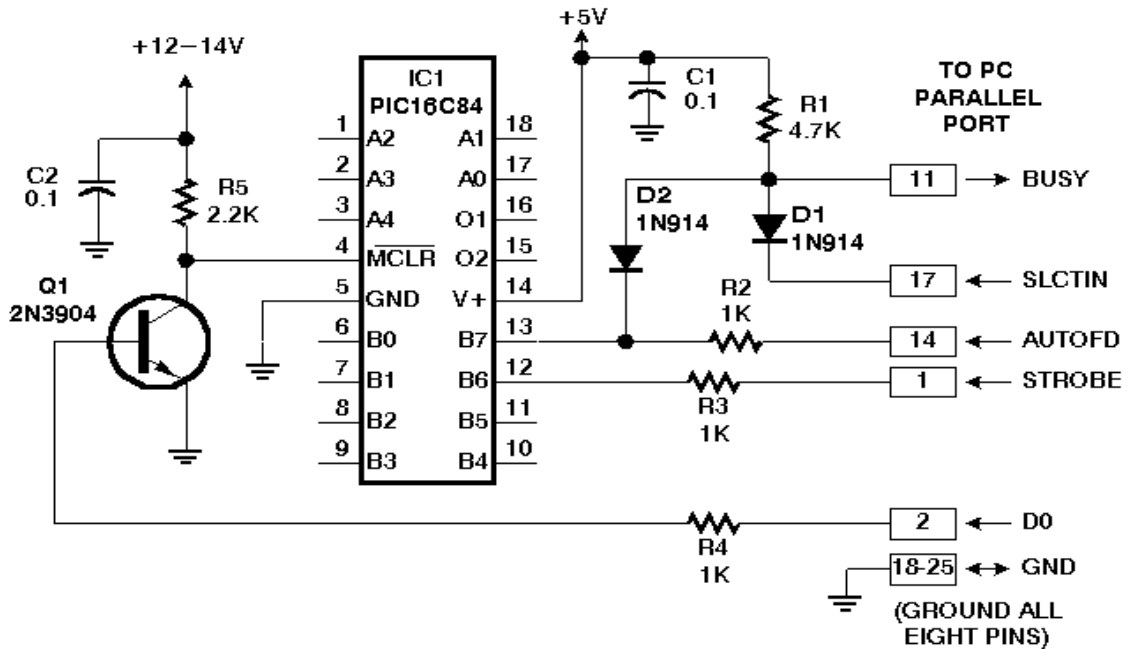 +5V
+12-14V
IC1
PIC16C84
C1
0.1
R1
4.7K
TO PC
PARALLEL
PORT
1 A2 A1 18
2 A3 A0 17
3 A4 O1 16
4 MCLR O2 15
5 GND V+ 14
6 B0 B7 13
7 B1 B6 12
8 B2 B5 11
9 B3 B4 10
C2
0.1
R5
2.2K
Q1
2N3904
D2
1N914
D1
1N914
11 BUSY
17 SLCTIN
R2
1K
14 AUTOFD
1 STROBE
R3
1K
2 D0
R4
1K
18-25 GND
(GROUND ALL
EIGHT PINS)